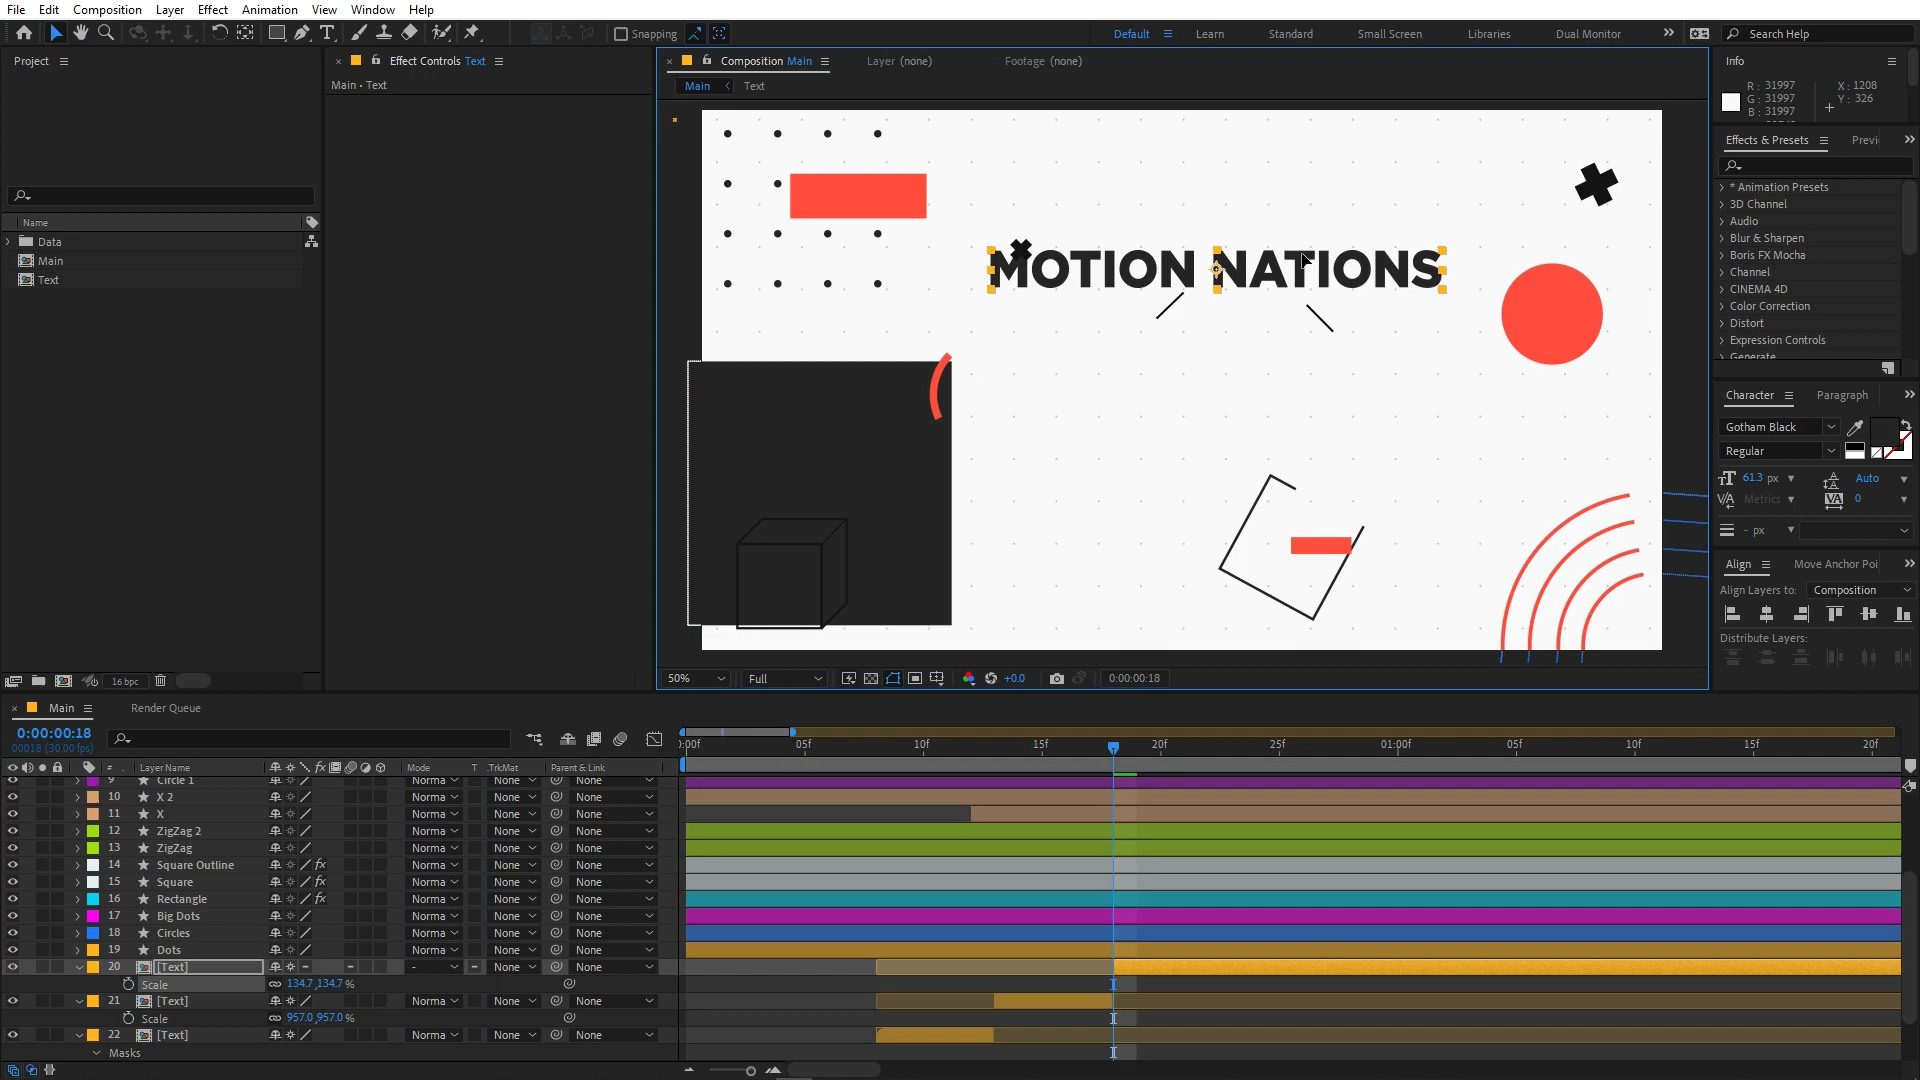 File Edit Composition Layer Effect Animation View Window Help
Snapping
Default Learn Standard Small Screen Libraries Dual Monitor Search Help
Project
Effect Controls Text
Composition Main Layer (none) Footage (none)
Info
Main • Text
Main Text
R: 31997
G: 31997
X: 1208
Y: 326
Effects & Presets
* Animation Presets
3D Channel
Audio
Blur & Sharpen
Boris FX Mocha
Channel
CINEMA 4D
Color Correction
Distort
Expression Controls
Generate
Name
Data
Main
Text
MOTION NATIONS
Character Paragraph
Gotham Black
Regular
61.3 px Auto
Metrics 0
- px
Align Move Anchor Poi
Align Layers to: Composition
Distribute Layers:
16 bpc
50% Full +0.0 0:00:00:18
Main Render Queue
0:00:00:18
00018 (30.00 fps)
05f 10f 15f 20f 25f 01:00f 05f 10f 15f 20f
# Layer Name Mode T .TrkMat Parent & Link
9 Circle 1 Norma None None
10 X 2 Norma None None
11 X Norma None None
12 ZigZag 2 Norma None None
13 ZigZag Norma None None
14 Square Outline fx Norma None None
15 Square fx Norma None None
16 Rectangle fx Norma None None
17 Big Dots Norma None None
18 Circles Norma None None
19 Dots Norma None None
20 [Text] - None None
Scale 134.7,134.7%
21 [Text] Norma None None
Scale 957.0,957.0%
22 [Text] Norma None None
Masks